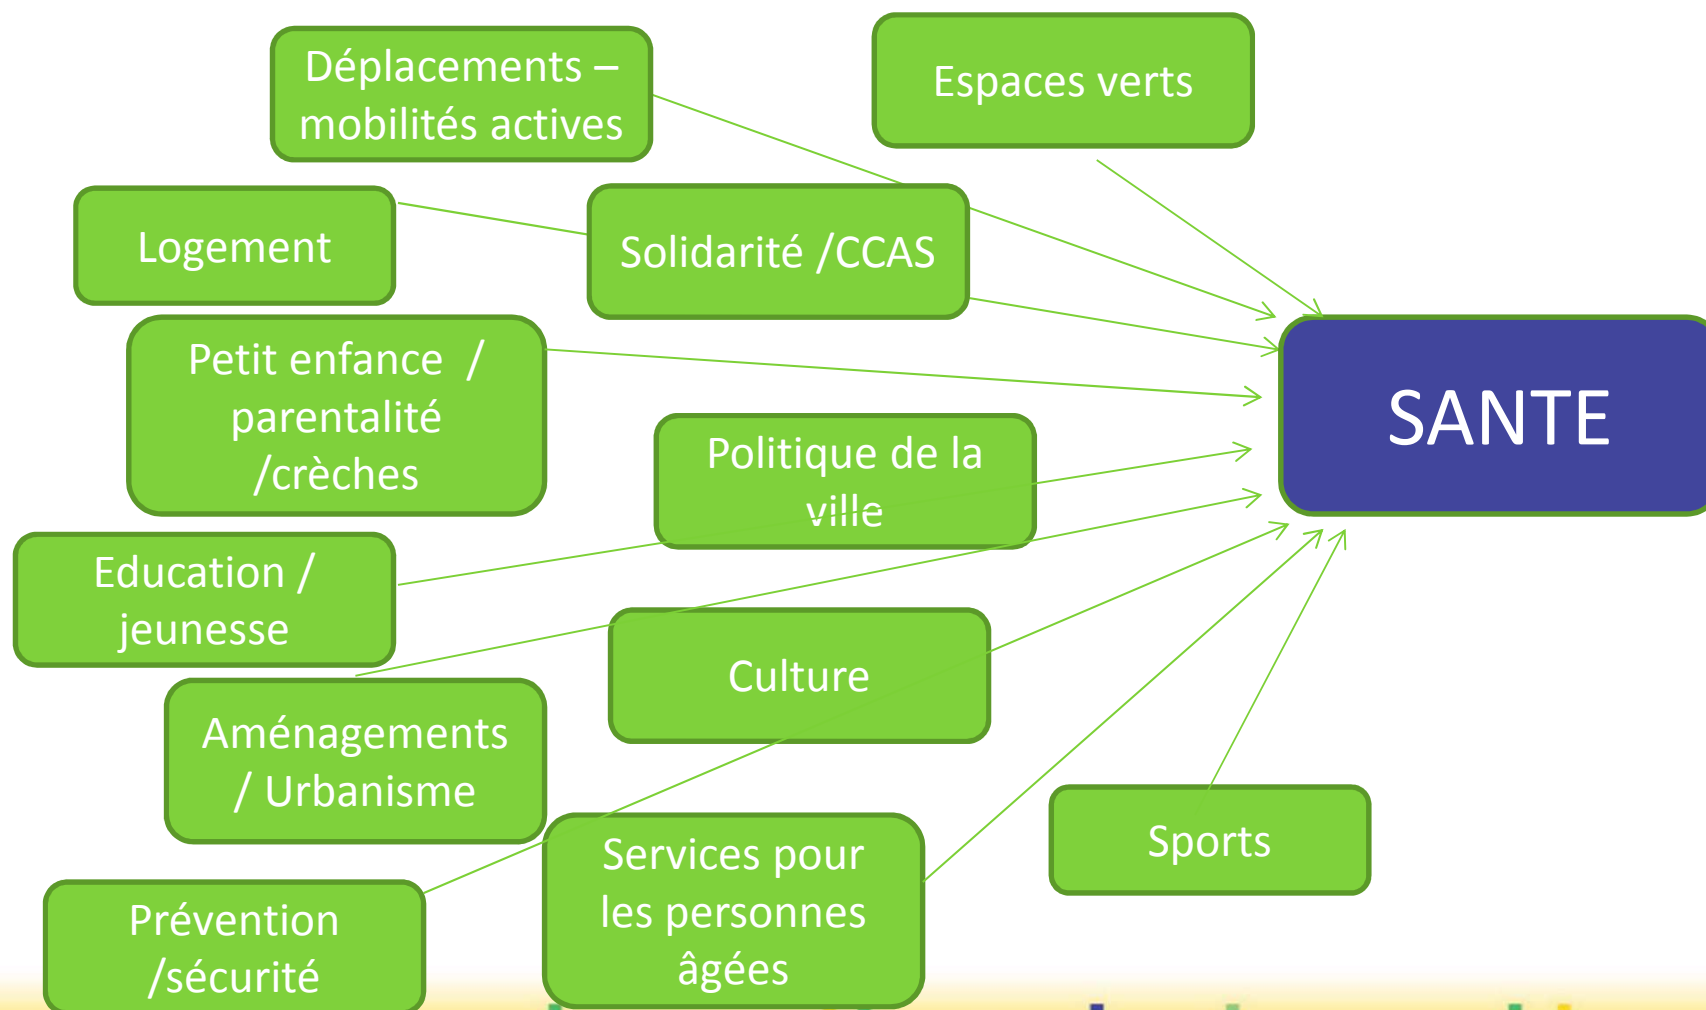 Déplacements –
mobilités actives
Espaces verts
Logement
Solidarité /CCAS
Petit enfance /
parentalité
/crèches
SANTE
Politique de la
ville
Education /
jeunesse
Culture
Aménagements
/ Urbanisme
Services pour
les personnes
âgées
Sports
Prévention
/sécurité